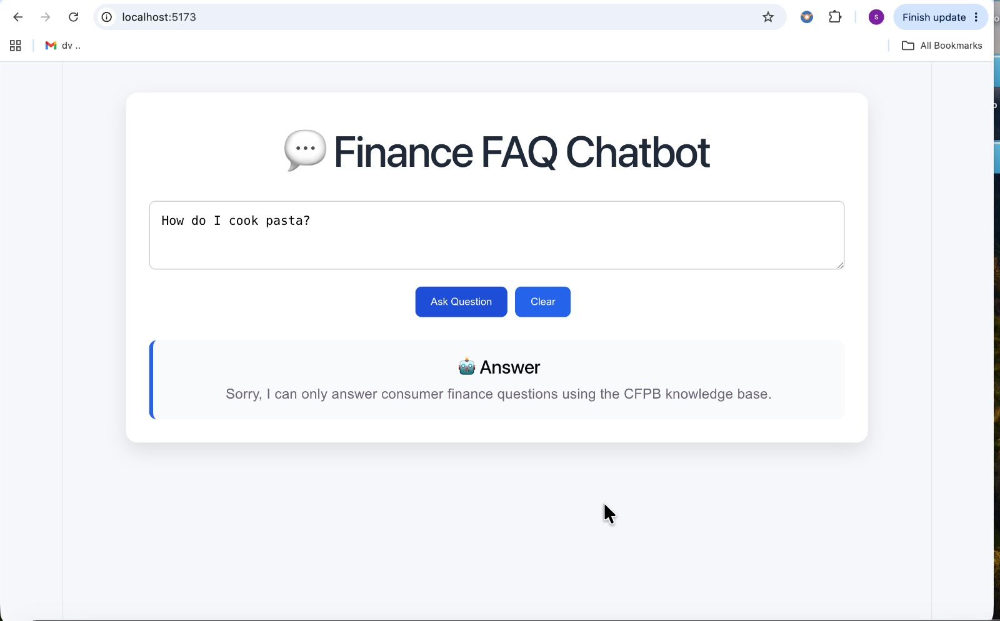 localhost:5173
S
Finish update
dv ..
All Bookmarks
Finance FAQ Chatbot
How do I cook pasta?
Ask Question
Clear
Answer
Sorry, I can only answer consumer finance questions using the CFPB knowledge base.